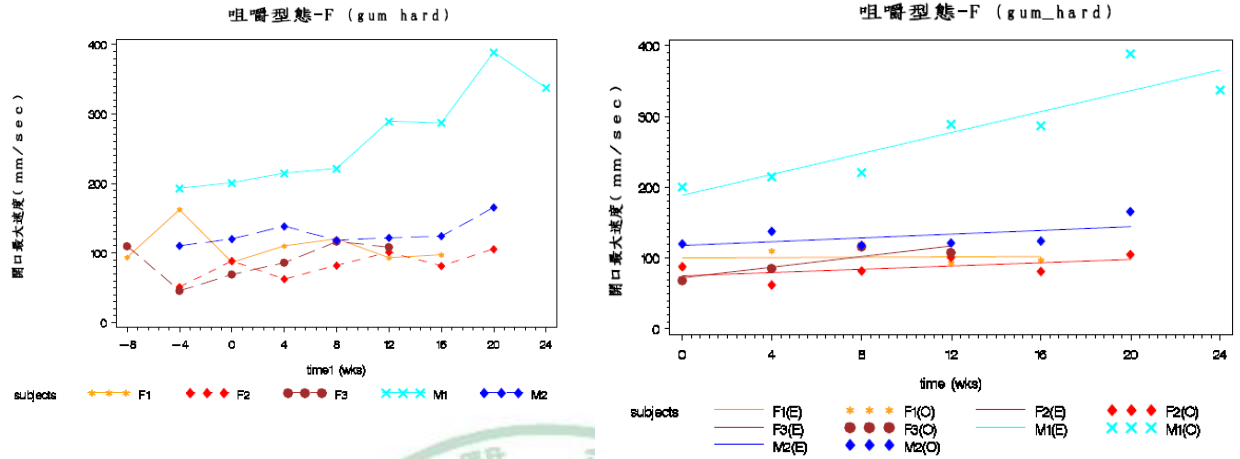 咀嚼型態-F (gum hard)
開口最大速度(mm/sec)
400
300
200
100
0
-8 -4 0 4 8 12 16 20 24
time1 (wks)
subjects F1 F2 F3 M1 M2
咀嚼型態-F (gum_hard)
開口最大速度(mm/sec)
400
300
200
100
0
0 4 8 12 16 20 24
time (wks)
subjects F1(E) F1(O) F2(E) F2(O)
F3(E) F3(O) M1(E) M1(O)
M2(E) M2(O)